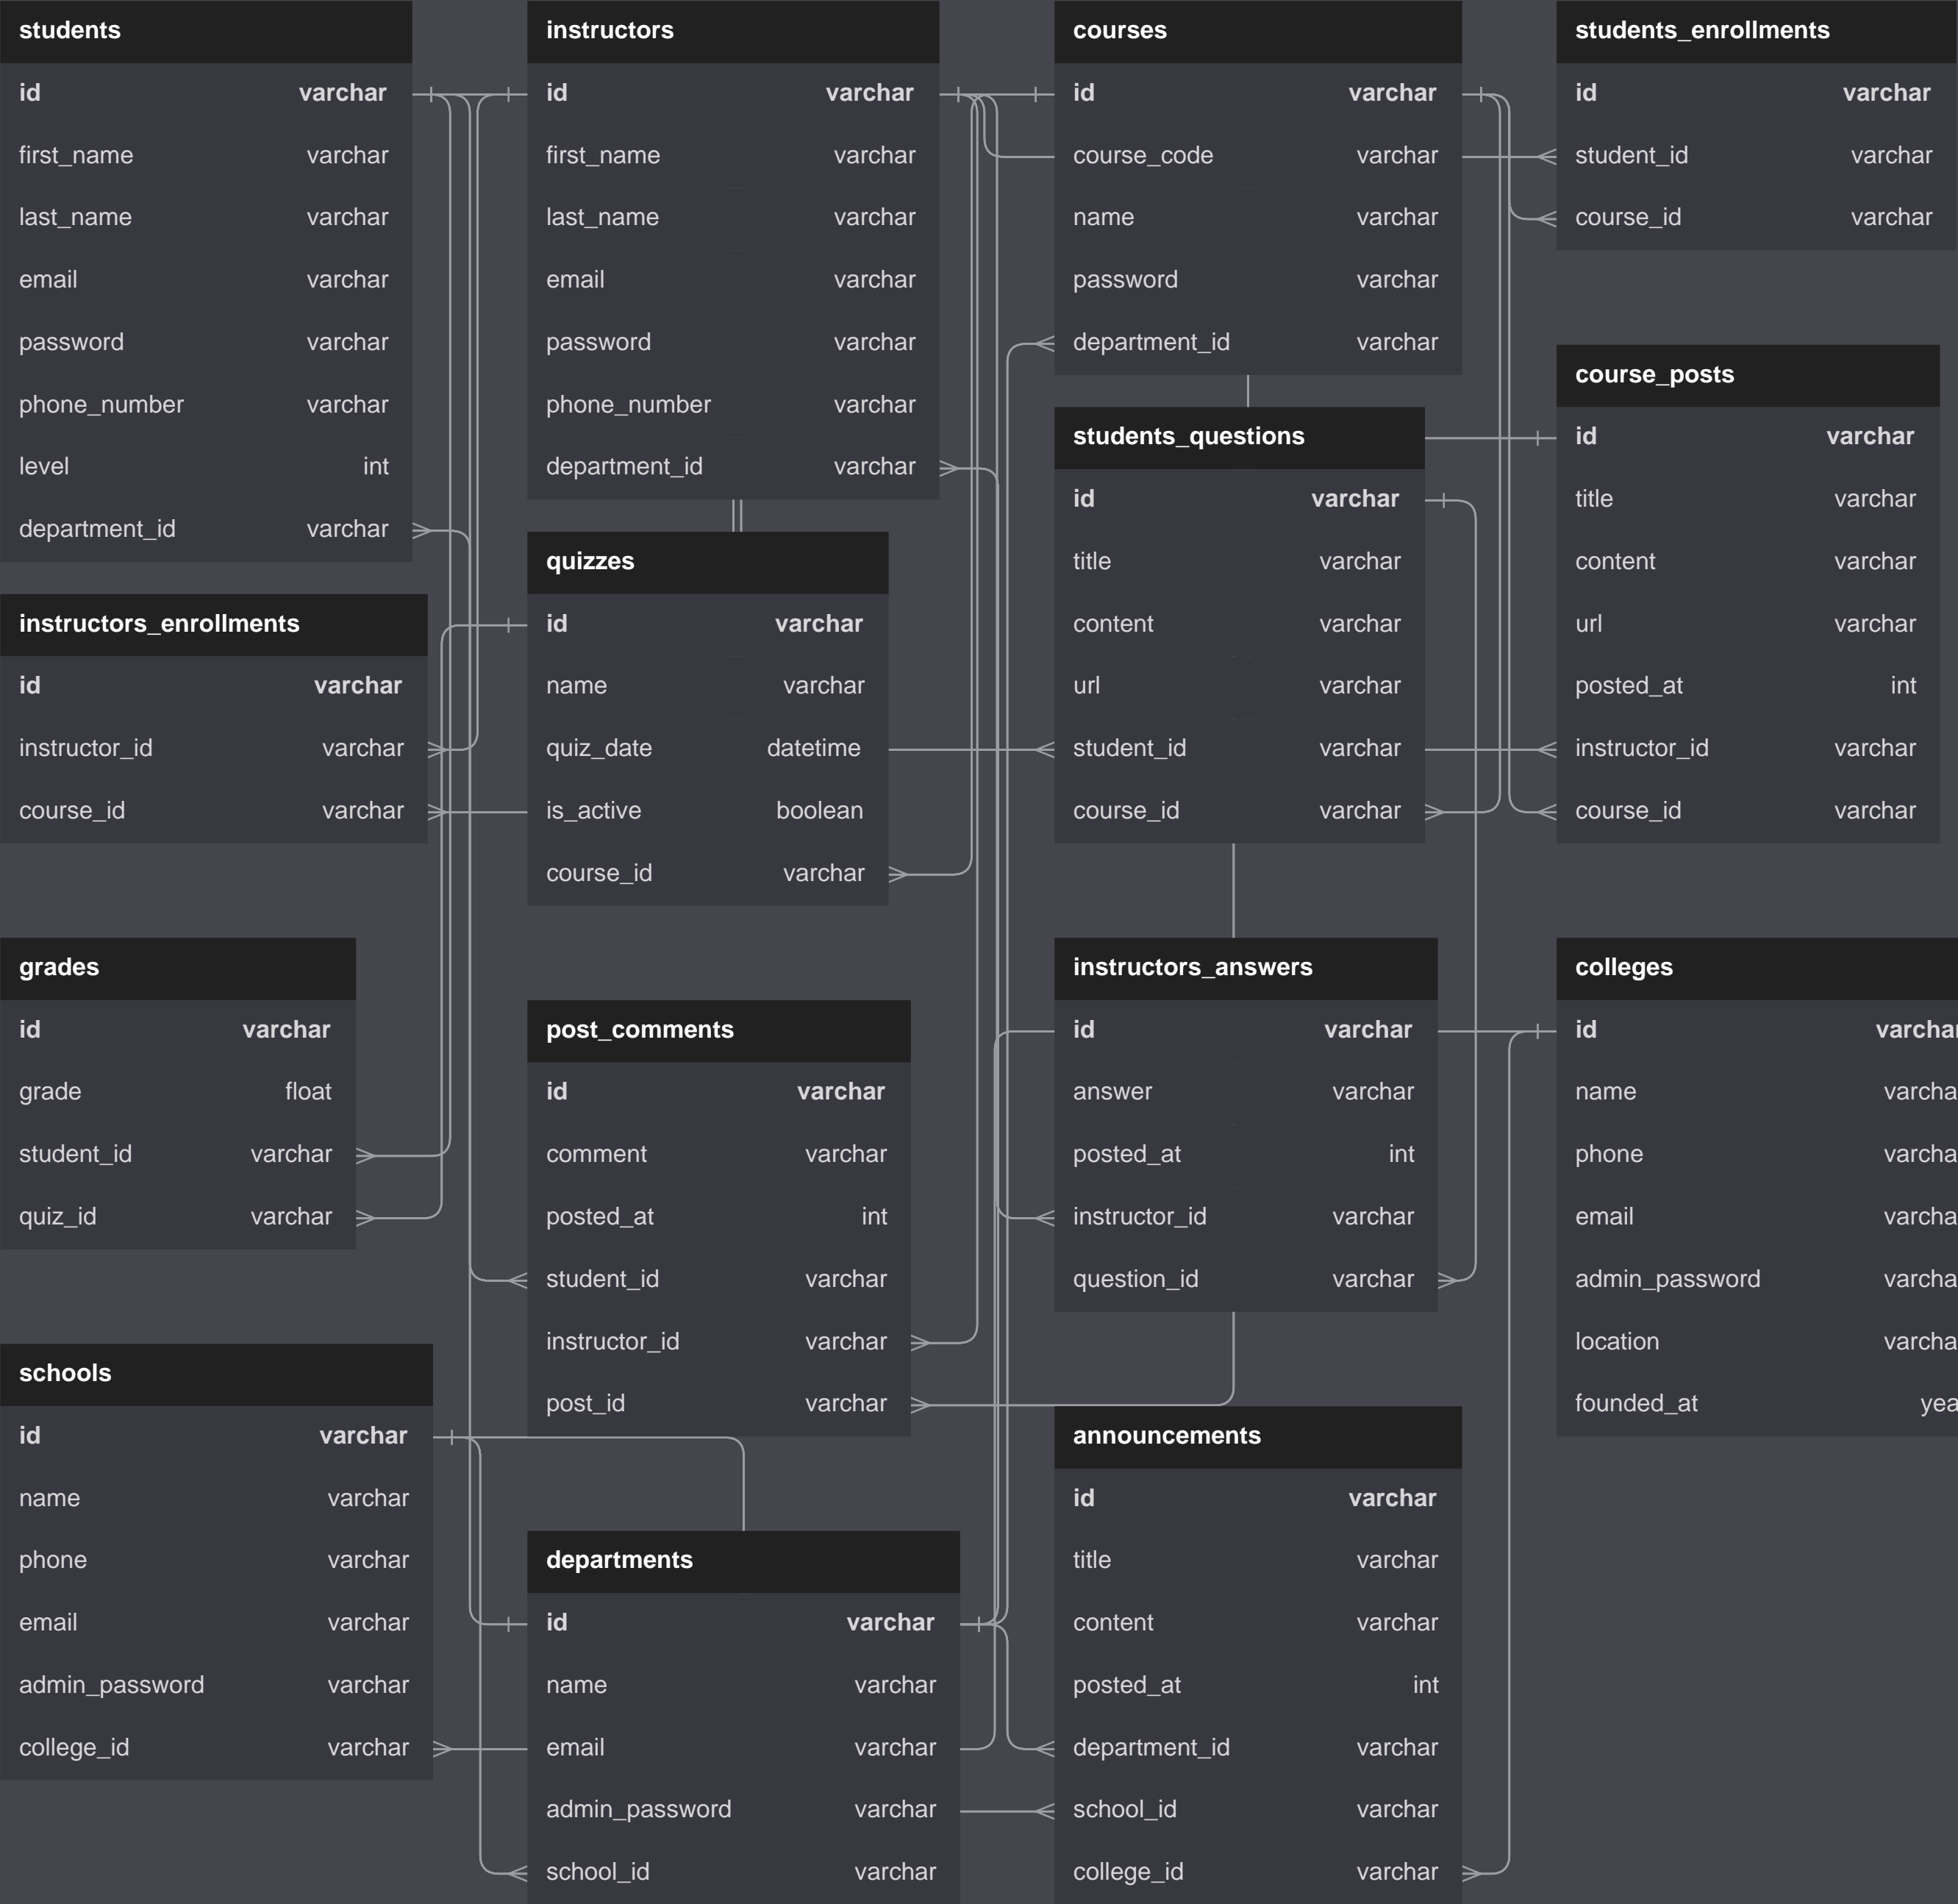 students
id varchar
first_name varchar
last_name varchar
email varchar
password varchar
phone_number varchar
level int
department_id varchar
instructors
id varchar
first_name varchar
last_name varchar
email varchar
password varchar
phone_number varchar
department_id varchar
courses
id varchar
course_code varchar
name varchar
password varchar
department_id varchar
students_enrollments
id varchar
student_id varchar
course_id varchar
course_posts
id varchar
title varchar
content varchar
url varchar
posted_at int
instructor_id varchar
course_id varchar
students_questions
id varchar
title varchar
content varchar
url varchar
student_id varchar
course_id varchar
quizzes
id varchar
name varchar
quiz_date datetime
is_active boolean
course_id varchar
instructors_enrollments
id varchar
instructor_id varchar
course_id varchar
grades
id varchar
grade float
student_id varchar
quiz_id varchar
post_comments
id varchar
comment varchar
posted_at int
student_id varchar
instructor_id varchar
post_id varchar
instructors_answers
id varchar
answer varchar
posted_at int
instructor_id varchar
question_id varchar
colleges
id varchar
name varcha
phone varcha
email varcha
admin_password varcha
location varcha
founded_at yea
schools
id varchar
name varchar
phone varchar
email varchar
admin_password varchar
college_id varchar
departments
id varchar
name varchar
email varchar
admin_password varchar
school_id varchar
announcements
id varchar
title varchar
content varchar
posted_at int
department_id varchar
school_id varchar
college_id varchar